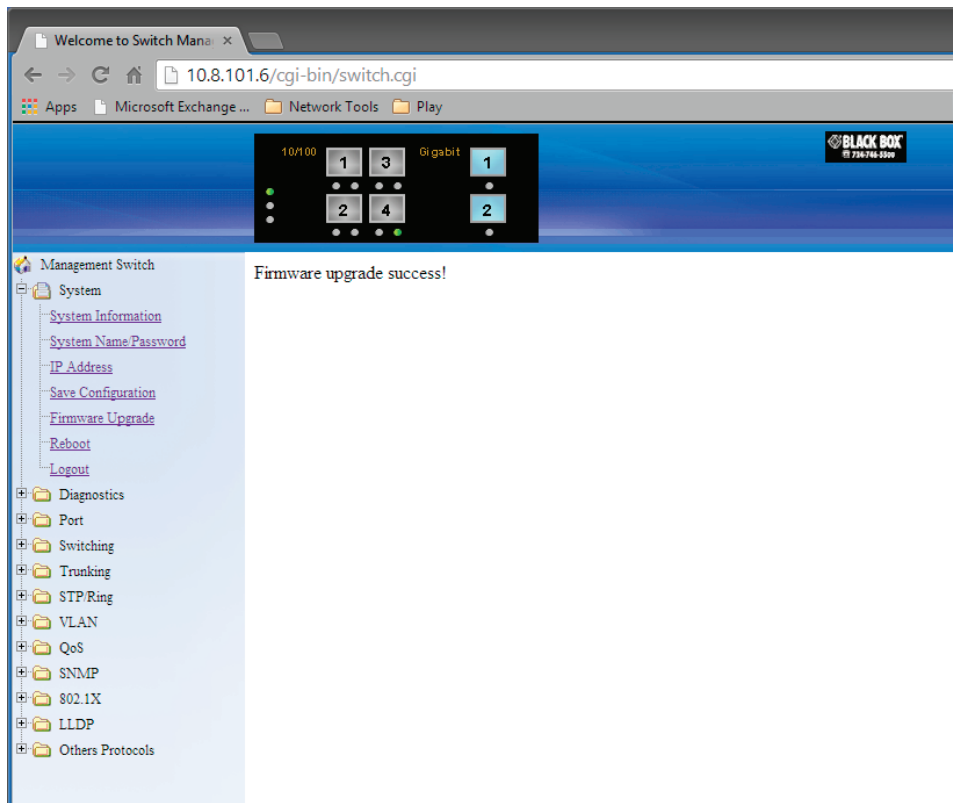 Welcome to Switch Mana
10.8.101.6/cgi-bin/switch.cgi
Apps Microsoft Exchange ... Network Tools Play
10/100 1 3 Gigabit 1
2 4 2
BLACK BOX
724-746-5500
Management Switch
Firmware upgrade success!
System
System Information
System Name/Password
IP Address
Save Configuration
Firmware Upgrade
Reboot
Logout
Diagnostics
Port
Switching
Trunking
STP/Ring
VLAN
QoS
SNMP
802.1X
LLDP
Others Protocols